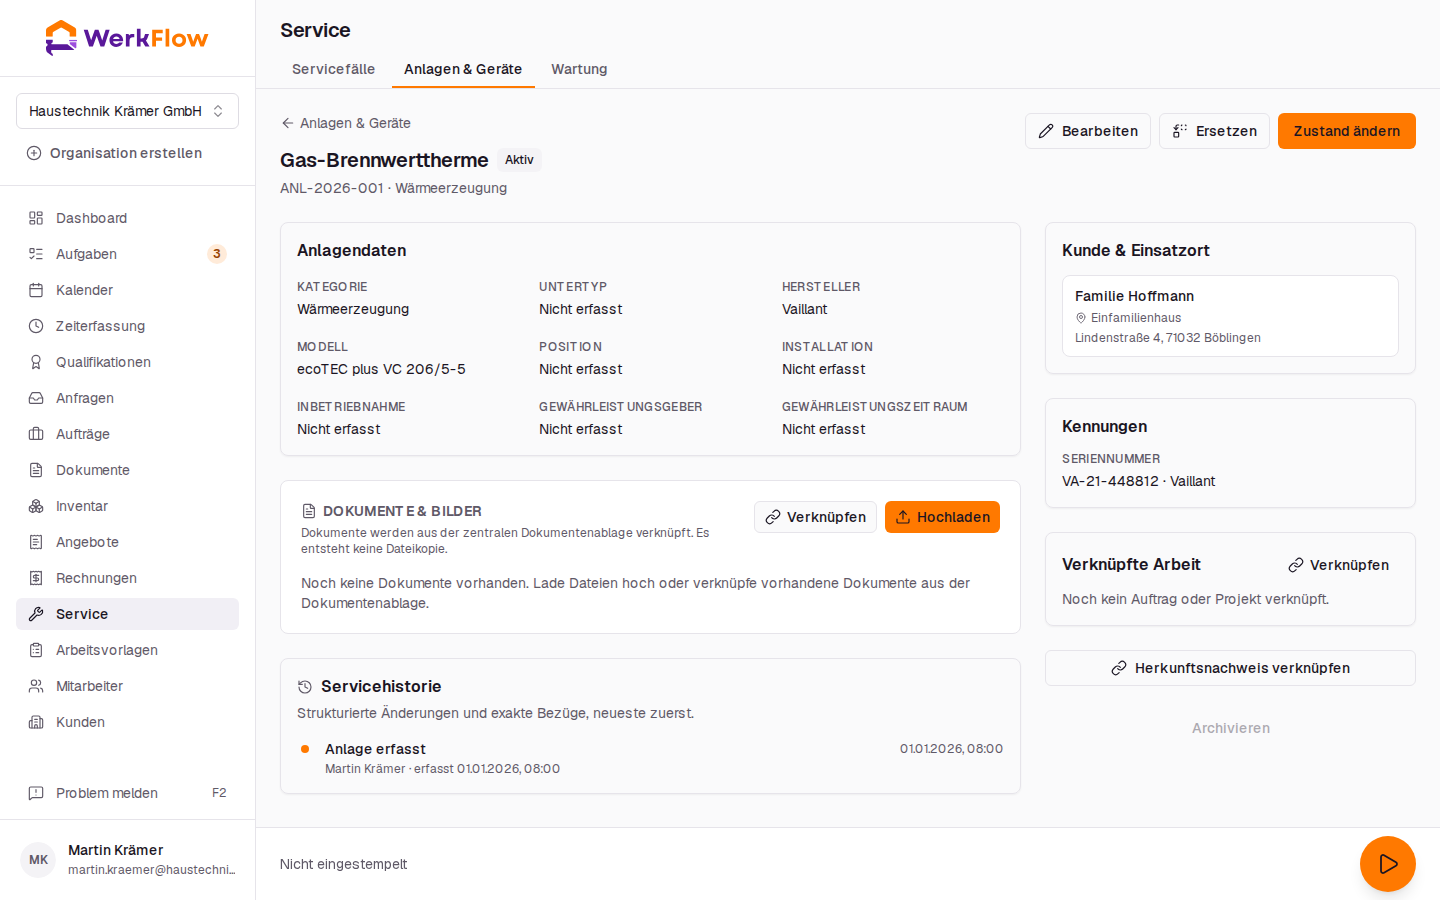 WerkFlow
Haustechnik Krämer GmbH
Organisation erstellen
Dashboard
Aufgaben
3
Kalender
Zeiterfassung
Qualifikationen
Anfragen
Aufträge
Dokumente
Inventar
Angebote
Rechnungen
Service
Arbeitsvorlagen
Mitarbeiter
Kunden
Problem melden
F2
MK
Martin Krämer
martin.kraemer@haustechni...
Service
Servicefälle
Anlagen & Geräte
Wartung
Anlagen & Geräte
Gas-Brennwerttherme
Aktiv
ANL-2026-001 · Wärmeerzeugung
Bearbeiten
Ersetzen
Zustand ändern
Anlagendaten
KATEGORIE
Wärmeerzeugung
UNTERTYP
Nicht erfasst
HERSTELLER
Vaillant
MODELL
ecoTEC plus VC 206/5-5
POSITION
Nicht erfasst
INSTALLATION
Nicht erfasst
INBETRIEBNAHME
Nicht erfasst
GEWÄHRLEISTUNGSGEBER
Nicht erfasst
GEWÄHRLEISTUNGSZEITRAUM
Nicht erfasst
DOKUMENTE & BILDER
Dokumente werden aus der zentralen Dokumentenablage verknüpft. Es
entsteht keine Dateikopie.
Verknüpfen
Hochladen
Noch keine Dokumente vorhanden. Lade Dateien hoch oder verknüpfe vorhandene Dokumente aus der
Dokumentenablage.
Servicehistorie
Strukturierte Änderungen und exakte Bezüge, neueste zuerst.
Anlage erfasst
01.01.2026, 08:00
Martin Krämer · erfasst 01.01.2026, 08:00
Kunde & Einsatzort
Familie Hoffmann
Einfamilienhaus
Lindenstraße 4, 71032 Böblingen
Kennungen
SERIENNUMMER
VA-21-448812 · Vaillant
Verknüpfte Arbeit
Verknüpfen
Noch kein Auftrag oder Projekt verknüpft.
Herkunftsnachweis verknüpfen
Archivieren
Nicht eingestempelt